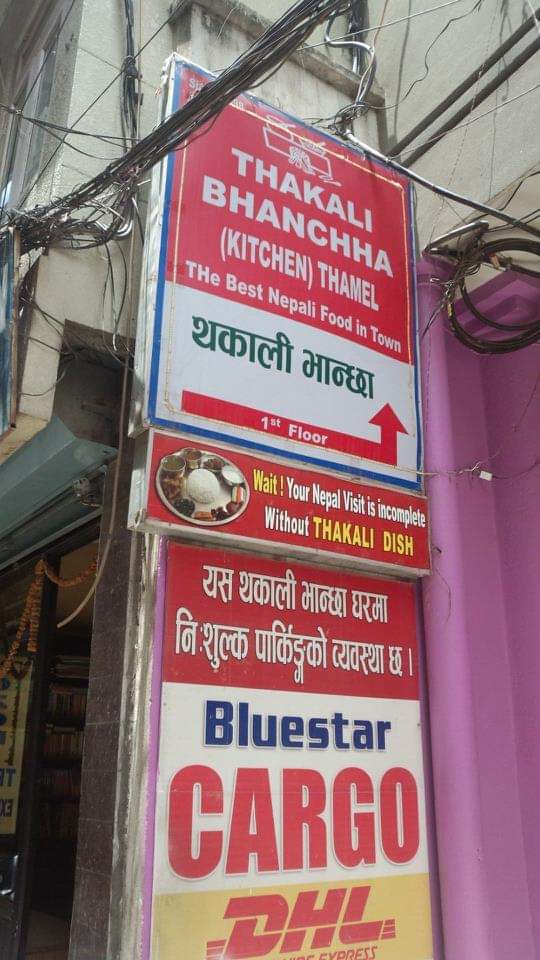 THAKALI
BHANCHHA
(KITCHEN) THAMEL
THe Best Nepali Food in Town
थकाली भान्छा
1st Floor
Wait! Your Nepal Visit is incomplete
Without THAKALI DISH
यस थकाली भान्छा घरमा
नि:शुल्क पार्किङ्गको व्यवस्था छ ।
Bluestar
CARGO
DHL
EXPRESS